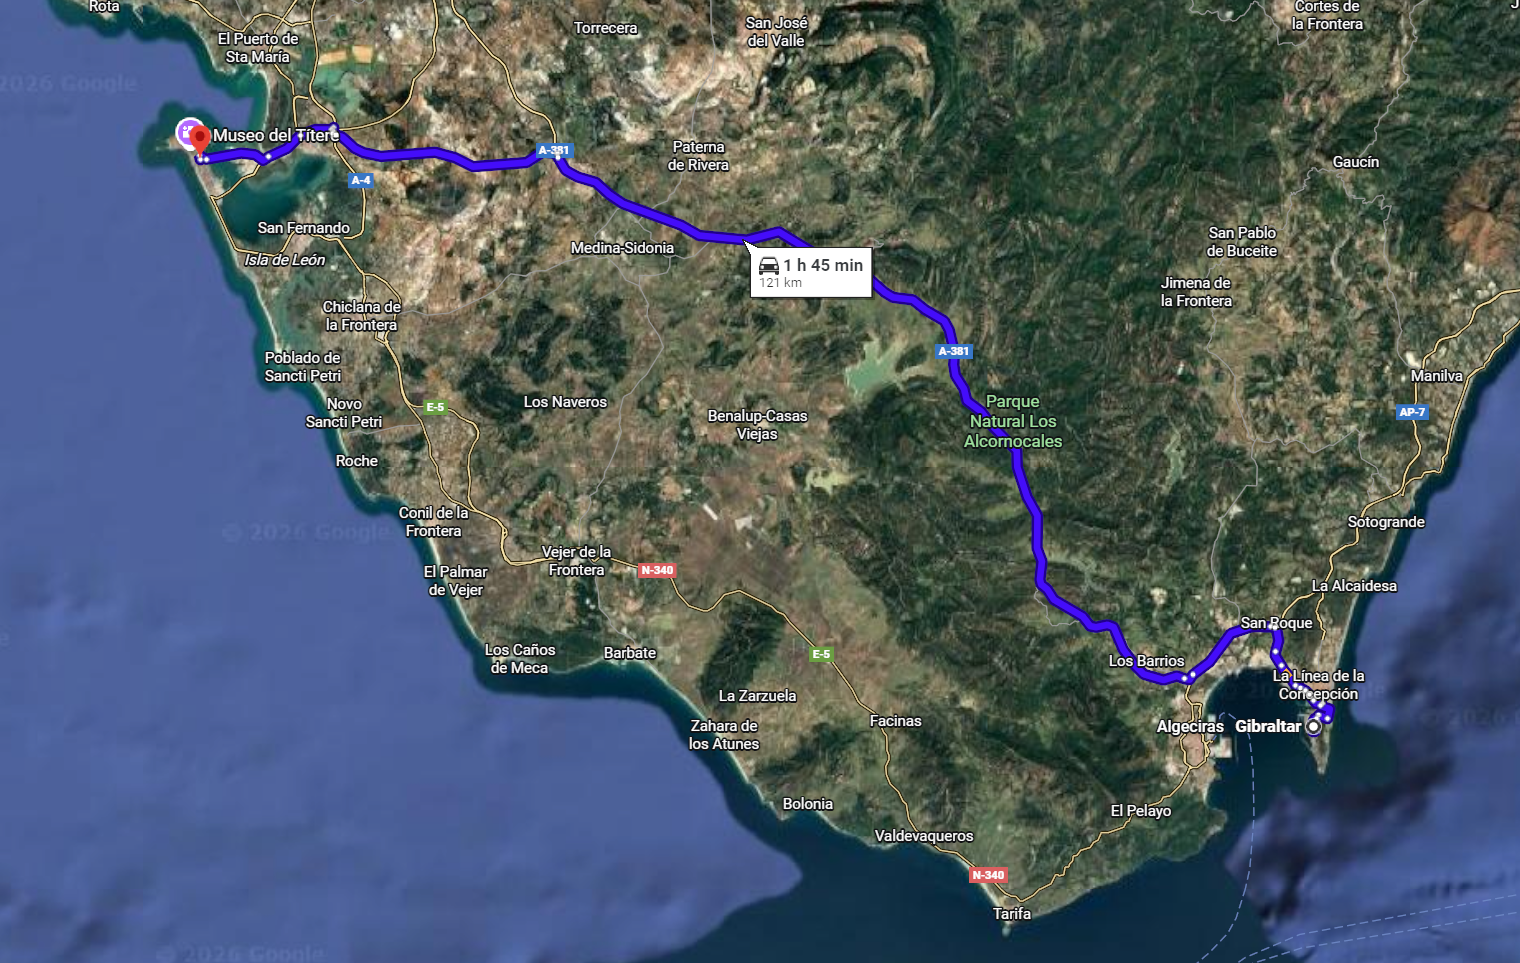 Rota
El Puerto de
Sta María
Torrecera
San José
del Valle
Cortes de
la Frontera
2026 Google
Museo del Títere
A-381
A-4
Paterna
de Rivera
Gaucín
San Fernando
Isla de León
Medina-Sidonia
San Pablo
de Buceite
1 h 45 min
121 km
Jimena de
la Frontera
Chiclana de
la Frontera
Poblado de
Sancti Petri
A-381
Manilva
AP-7
Novo
Sancti Petri
E-5
Los Naveros
Benalup-Casas
Viejas
Parque
Natural Los
Alcornocales
Roche
Conil de la
Frontera
© 2026 Google
Sotogrande
Vejer de la
Frontera
N-340
El Palmar
de Vejer
La Alcaidesa
San Roque
Los Caños
de Meca
Barbate
E-5
Los Barrios
La Línea de la
Concepción
La Zarzuela
Zahara de
los Atunes
Facinas
Algeciras
Gibraltar
Bolonia
El Pelayo
Valdevaqueros
N-340
Tarifa
© 2026 Google